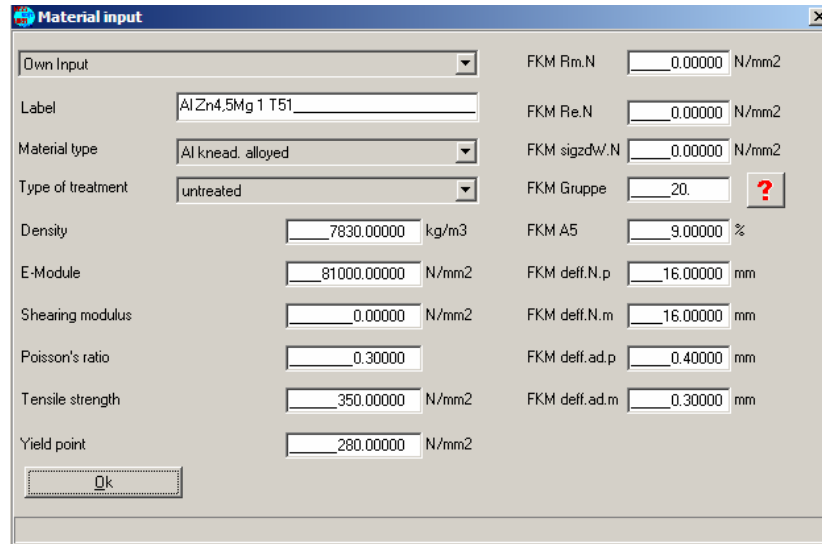 Material input
Own Input
FKM Rm.N 0.00000 N/mm2
Label AlZn4,5Mg 1 T51
FKM Re.N 0.00000 N/mm2
Material type Al knead. alloyed
FKM sigzdW.N 0.00000 N/mm2
Type of treatment untreated
FKM Gruppe 20. ?
Density 7830.00000 kg/m3
FKM A5 9.00000 %
E-Module 81000.00000 N/mm2
FKM deff.N.p 16.00000 mm
Shearing modulus 0.00000 N/mm2
FKM deff.N.m 16.00000 mm
Poisson's ratio 0.30000
FKM deff.ad.p 0.40000 mm
Tensile strength 350.00000 N/mm2
FKM deff.ad.m 0.30000 mm
Yield point 280.00000 N/mm2
Ok